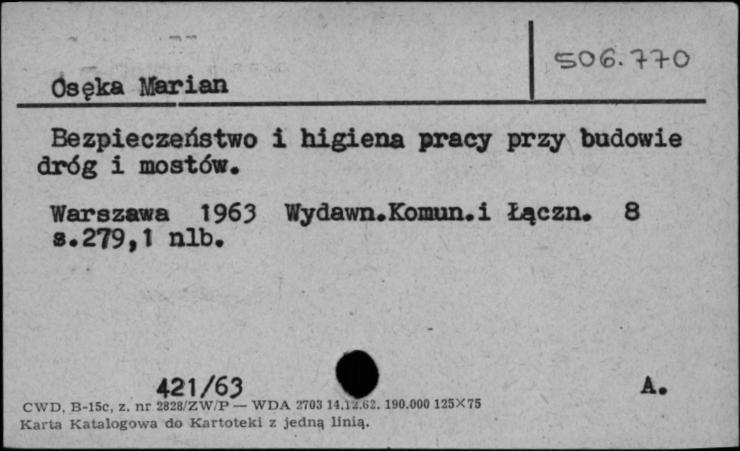 506.770
Osęka Marian
Bezpieczeństwo i higiena pracy przy budowie
dróg i mostów.
Warszawa 1963 Wydawn.Komun.i Łączn. 8
s.279,1 nlb.
421/63
A.
CWD, B-15c, z. nr 2828/ZW/P — WDA 2703 14.12.62. 190.000 125×75
Karta Katalogowa do Kartoteki z jedną linią.